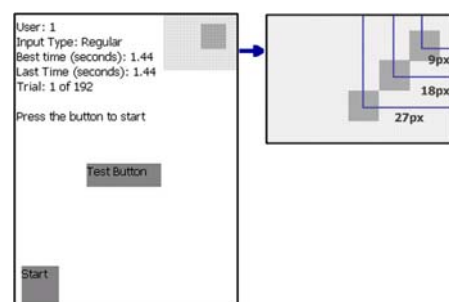 User: 1
Input Type: Regular
Best time (seconds): 1.44
Last Time (seconds): 1.44
Trial: 1 of 192
Press the button to start
Test Button
Start
9px
18px
27px